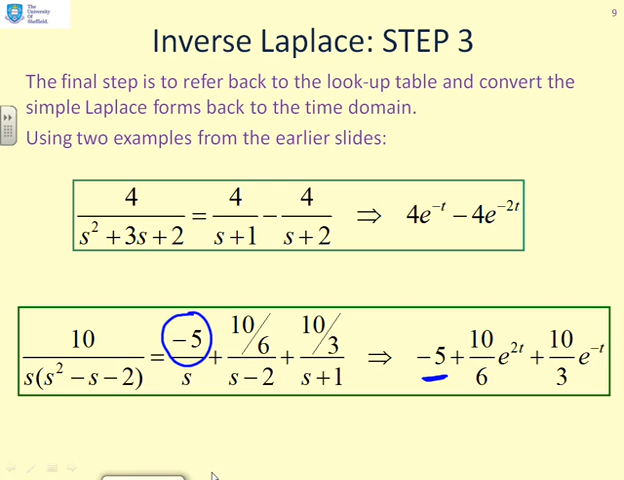 The University Of Sheffield.
9
Inverse Laplace: STEP 3
The final step is to refer back to the look-up table and convert the
simple Laplace forms back to the time domain.
Using two examples from the earlier slides:
4/(s² + 3s + 2) = 4/(s + 1) − 4/(s + 2) ⇒ 4e⁻ᵗ − 4e⁻²ᵗ
10/(s(s² − s − 2)) = −5/s + (10/6)/(s − 2) + (10/3)/(s + 1) ⇒ −5 + 10/6 e²ᵗ + 10/3 e⁻ᵗ